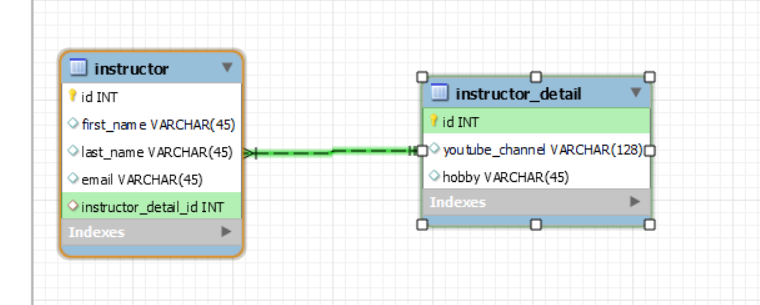 instructor
id INT
first_name VARCHAR(45)
last_name VARCHAR(45)
email VARCHAR(45)
instructor_detail_id INT
Indexes
instructor_detail
id INT
youtube_channel VARCHAR(128)
hobby VARCHAR(45)
Indexes